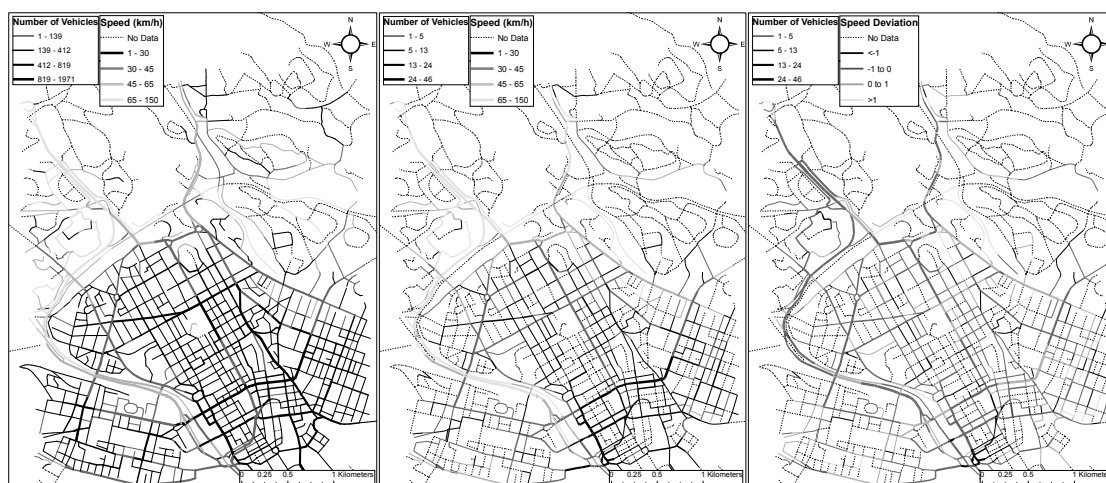 Number of Vehicles
1 - 139
139 - 412
412 - 819
819 - 1971
Speed (km/h)
No Data
1 - 30
30 - 45
45 - 65
65 - 150
N
W E
S
0 0.25 0.5 1 Kilometers
Number of Vehicles
1 - 5
5 - 13
13 - 24
24 - 46
Speed (km/h)
No Data
1 - 30
30 - 45
45 - 65
65 - 150
N
W E
S
0 0.25 0.5 1 Kilometers
Number of Vehicles
1 - 5
5 - 13
13 - 24
24 - 46
Speed Deviation
No Data
<-1
-1 to 0
0 to 1
>1
N
W E
S
0 0.25 0.5 1 Kilometers